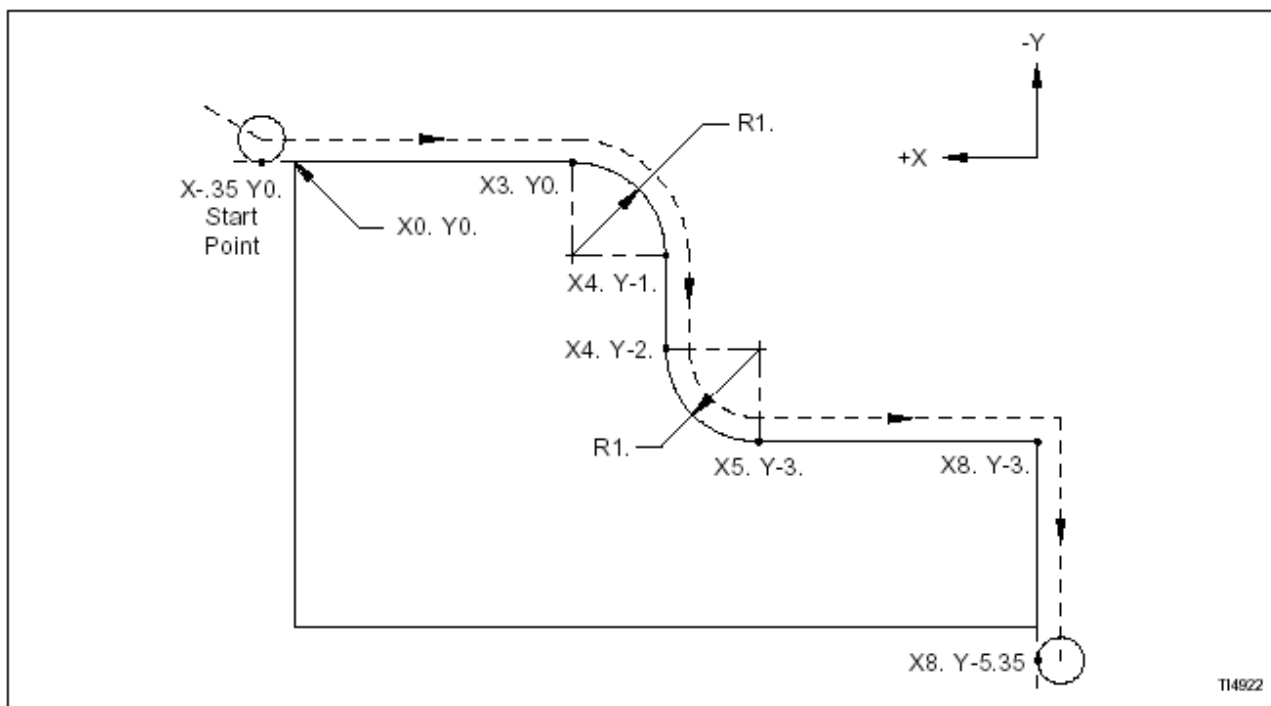 -Y
R1.
+X
X-.35 Y0.
Start
Point
X3. Y0.
X0. Y0.
X4. Y-1.
X4. Y-2.
R1.
X5. Y-3.
X8. Y-3.
X8. Y-5.35
TI4922